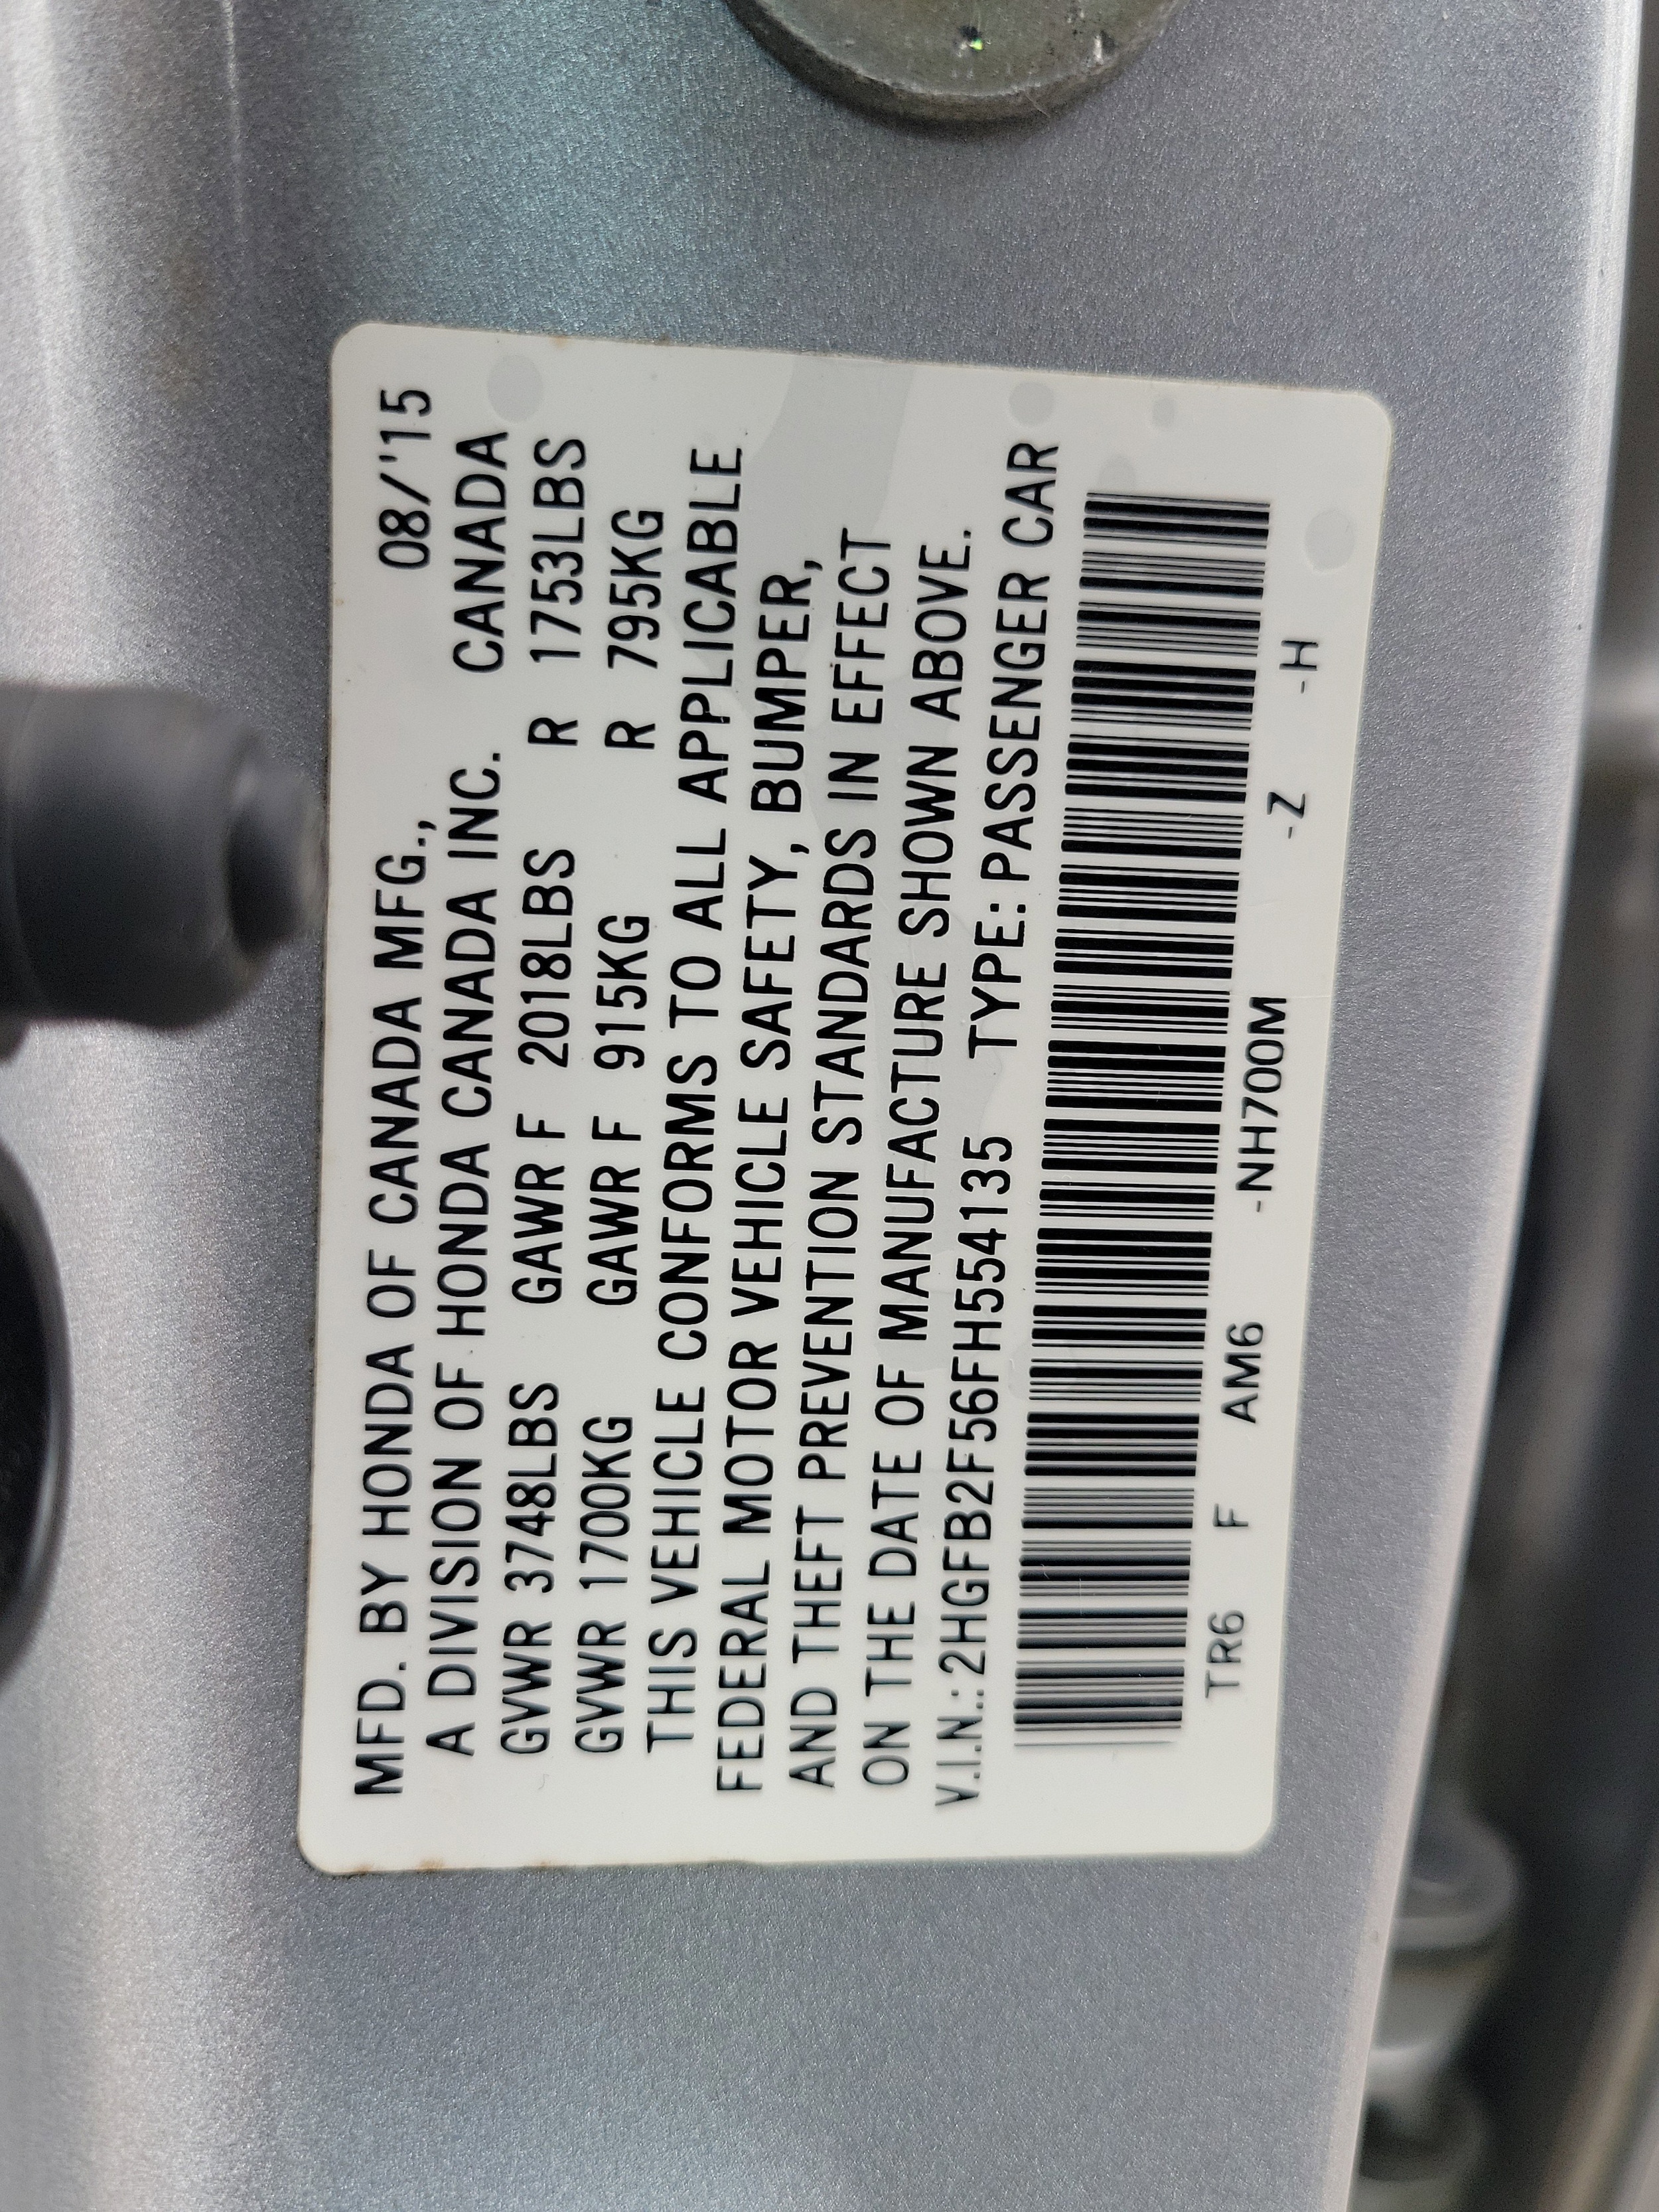 MFD. BY HONDA OF CANADA MFG., 08/'15
A DIVISION OF HONDA CANADA INC. CANADA
GVWR 3748LBS GAWR F 2018LBS R 1753LBS
GVWR 1700KG GAWR F 915KG R 795KG
THIS VEHICLE CONFORMS TO ALL APPLICABLE
FEDERAL MOTOR VEHICLE SAFETY, BUMPER,
AND THEFT PREVENTION STANDARDS IN EFFECT
ON THE DATE OF MANUFACTURE SHOWN ABOVE.
V.I.N.: 2HGFB2F56FH554135 TYPE: PASSENGER CAR
TR6 F AM6 -NH700M -Z -H